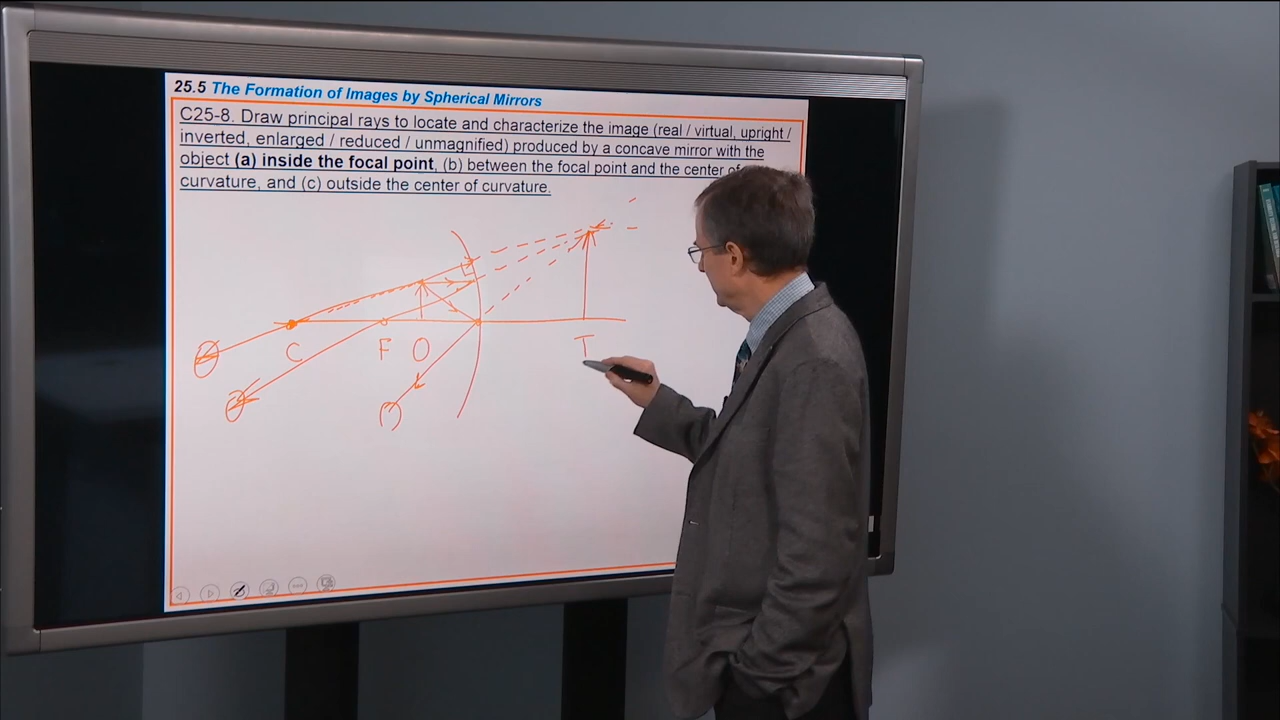 25.5 The Formation of Images by Spherical Mirrors
C25-8. Draw principal rays to locate and characterize the image (real / virtual, upright /
inverted, enlarged / reduced / unmagnified) produced by a concave mirror with the
object (a) inside the focal point, (b) between the focal point and the center of
curvature, and (c) outside the center of curvature.
C F O I